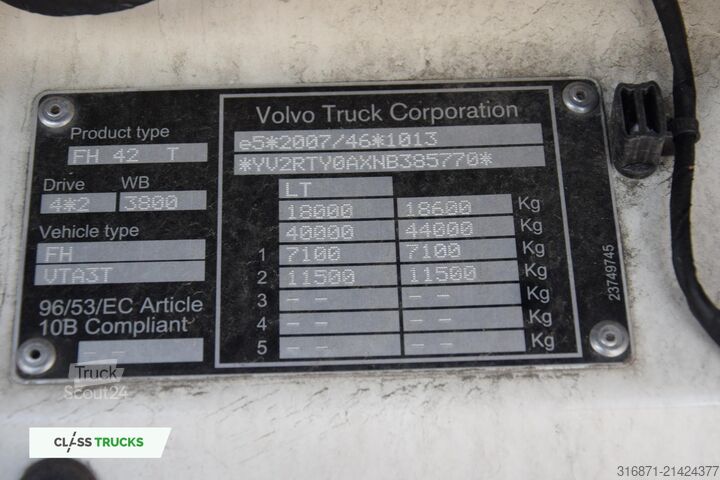 Volvo Truck Corporation
Product type
FH 42 T
Drive WB
4*2 3800
Vehicle type
FH
VTA3T
96/53/EC Article
10B Compliant
- -
e5*2007/46*1013
*YV2RTY0AXNB385770*
LT
18000 18600 Kg
40000 44000 Kg
1 7100 7100 Kg
2 11500 11500 Kg
3 - - - - Kg
4 - - - - Kg
5 - - - - Kg
23749745
Truck
Scout24
CLASS TRUCKS
316871-21424377